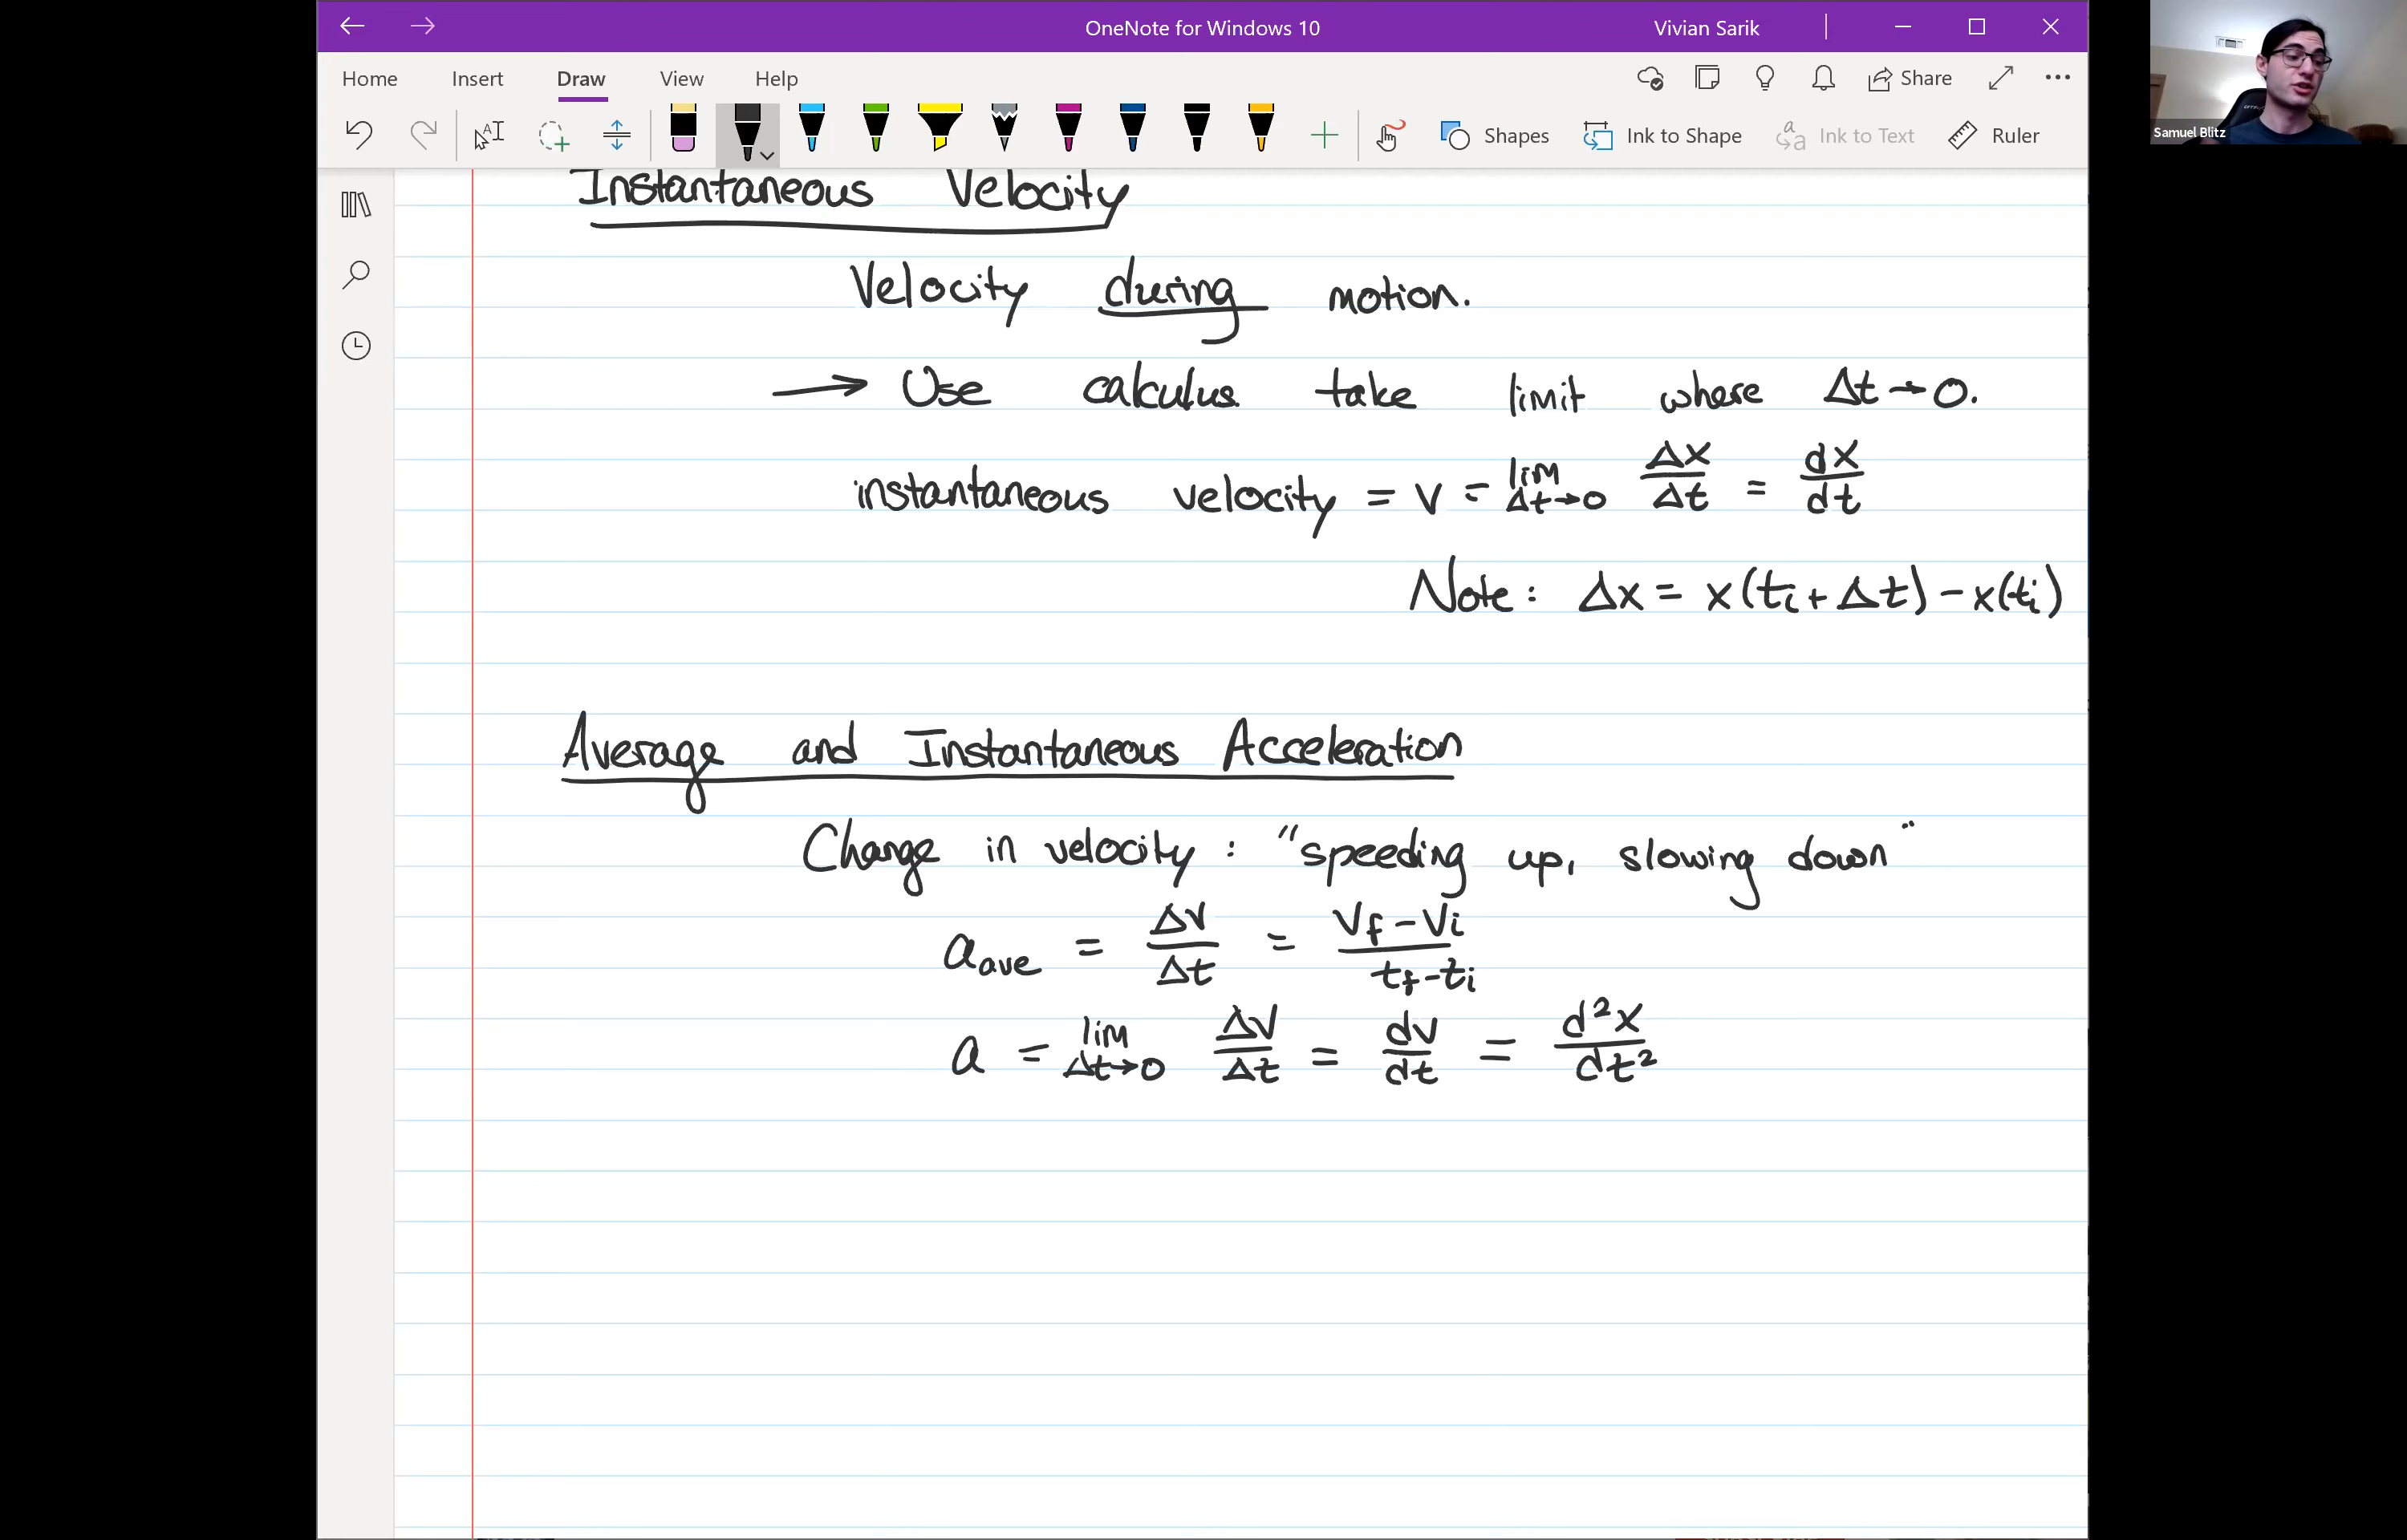 OneNote for Windows 10 Vivian Sarik
Home Insert Draw View Help Share
Shapes Ink to Shape Ink to Text Ruler
Samuel Blitz
Instantaneous Velocity
Velocity during motion.
→ Use calculus take limit where Δt → 0.
instantaneous velocity = v = lim Δt→0 Δx/Δt = dx/dt
Note: Δx = x(ti + Δt) - x(ti)
Average and Instantaneous Acceleration
Change in velocity : "speeding up, slowing down"
a ave = Δv/Δt = vf - vi / tf - ti
a = lim Δt→0 Δv/Δt = dv/dt = d²x/dt²